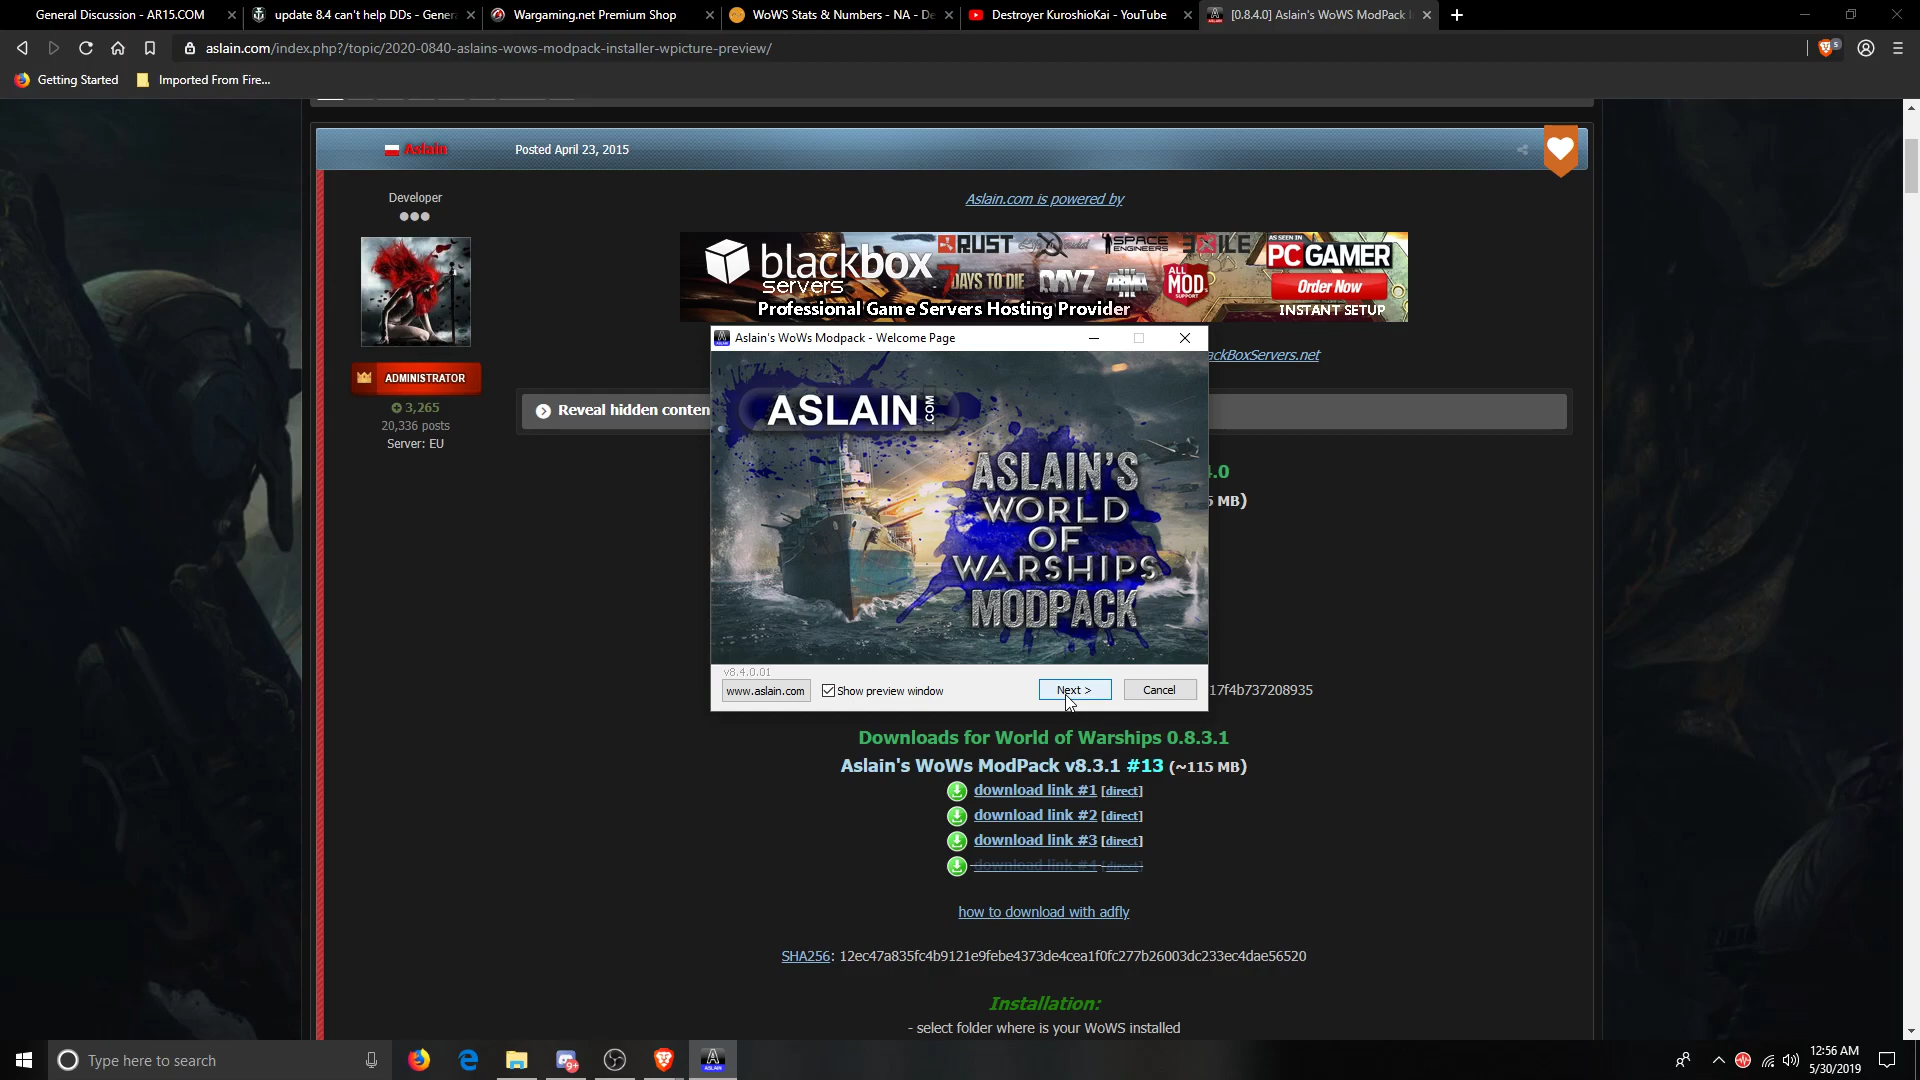 General Discussion - AR15.COM
update 8.4 can't help DDs - Genera
Wargaming.net Premium Shop
WoWS Stats & Numbers - NA - De
Destroyer KuroshioKai - YouTube
[0.8.4.0] Aslain's WoWS ModPack I
aslain.com/index.php?/topic/2020-0840-aslains-wows-modpack-installer-wpicture-preview/
5
Getting Started
Imported From Fire...
Aslain
Posted April 23, 2015
Developer
Aslain.com is powered by
blackbox
servers
RUST
SPACE ENGINEERS
EXILE
7 DAYS TO DIE
DAYZ
ARMA
ALL MOD SUPPORT
AS SEEN IN
PC GAMER
Order Now
INSTANT SETUP
Professional Game Servers Hosting Provider
ackBoxServers.net
ADMINISTRATOR
3,265
20,336 posts
Server: EU
Reveal hidden conten
Aslain's WoWs Modpack - Welcome Page
ASLAIN.COM
ASLAIN'S
WORLD
OF
WARSHIPS
MODPACK
v8.4.0.01
www.aslain.com
Show preview window
Next >
Cancel
.0
MB)
17f4b737208935
Downloads for World of Warships 0.8.3.1
Aslain's WoWs ModPack v8.3.1 #13 (~115 MB)
download link #1 [direct]
download link #2 [direct]
download link #3 [direct]
download link #4 [direct]
how to download with adfly
SHA256: 12ec47a835fc4b9121e9febe4373de4cea1f0fc277b26003dc233ec4dae56520
Installation:
- select folder where is your WoWS installed
Type here to search
9+
ASLAIN
12:56 AM
5/30/2019